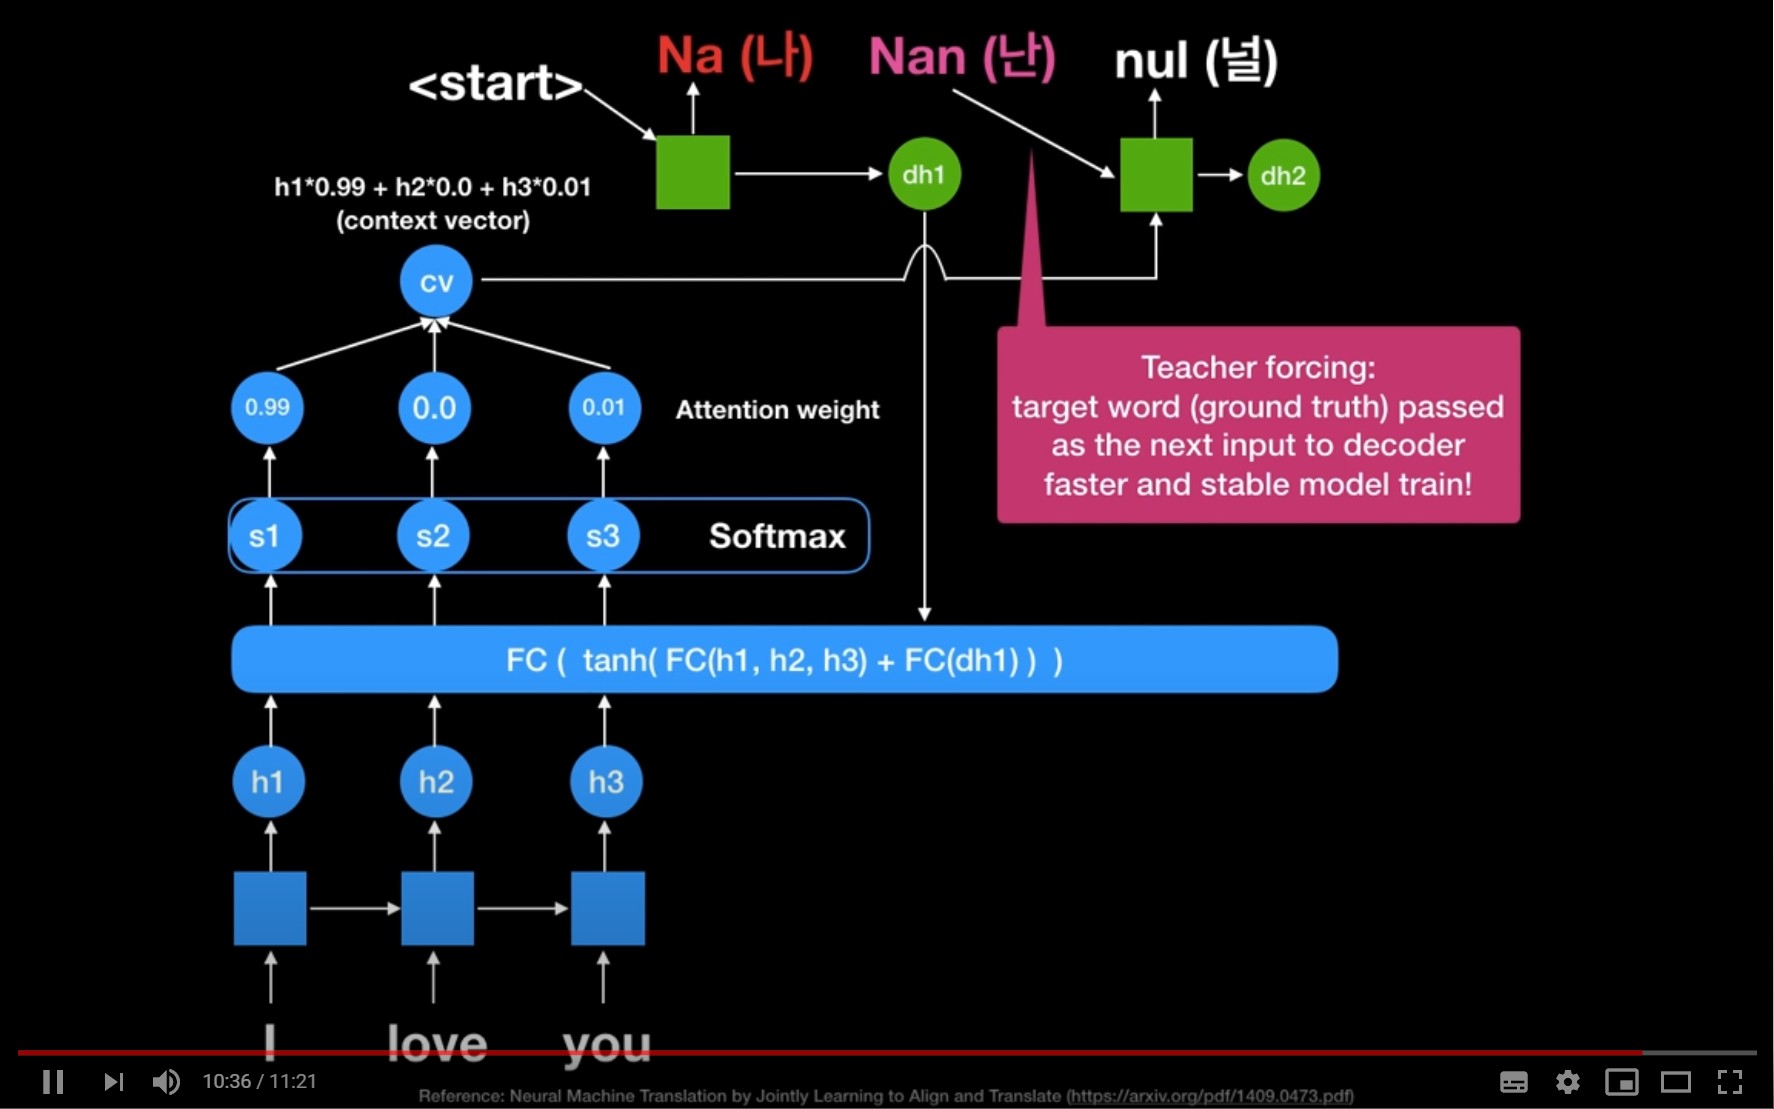 <start>
Na (나)
Nan (난)
nul (널)
dh1
dh2
h1*0.99 + h2*0.0 + h3*0.01
(context vector)
cv
0.99
0.0
0.01
Attention weight
Teacher forcing:
target word (ground truth) passed
as the next input to decoder
faster and stable model train!
s1
s2
s3
Softmax
FC ( tanh( FC(h1, h2, h3) + FC(dh1) ) )
h1
h2
h3
I
love
you
10:36 / 11:21
Reference: Neural Machine Translation by Jointly Learning to Align and Translate (https://arxiv.org/pdf/1409.0473.pdf)